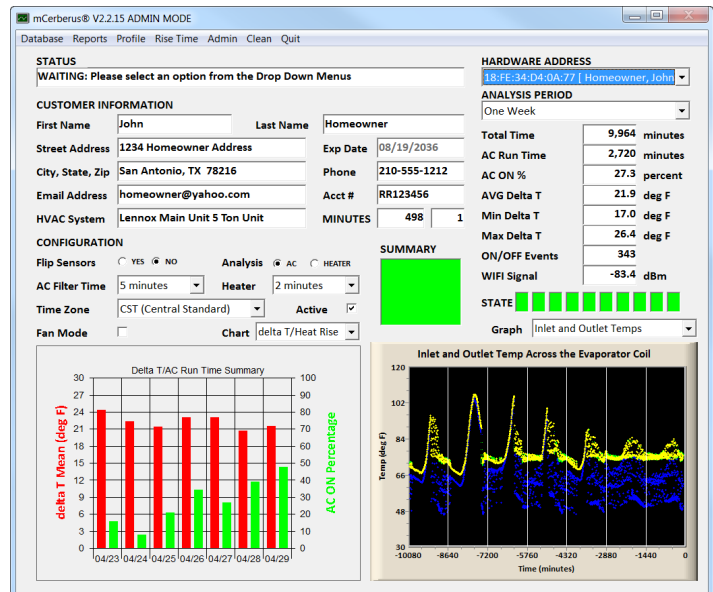 mCerberus® V2.2.15 ADMIN MODE
Database Reports Profile Rise Time Admin Clean Quit
STATUS
WAITING: Please select an option from the Drop Down Menus
HARDWARE ADDRESS
18:FE:34:D4:0A:77 [ Homeowner, John
ANALYSIS PERIOD
One Week
CUSTOMER INFORMATION
First Name John Last Name Homeowner
Street Address 1234 Homeowner Address Exp Date 08/19/2036
City, State, Zip San Antonio, TX 78216 Phone 210-555-1212
Email Address homeowner@yahoo.com Acct # RR123456
HVAC System Lennox Main Unit 5 Ton Unit MINUTES 498 1
Total Time 9,964 minutes
AC Run Time 2,720 minutes
AC ON % 27.3 percent
AVG Delta T 21.9 deg F
Min Delta T 17.0 deg F
Max Delta T 26.4 deg F
ON/OFF Events 343
WIFI Signal -83.4 dBm
STATE
Graph Inlet and Outlet Temps
CONFIGURATION
Flip Sensors YES NO Analysis AC HEATER
AC Filter Time 5 minutes Heater 2 minutes
Time Zone CST (Central Standard) Active
Fan Mode Chart delta T/Heat Rise
SUMMARY
Delta T/AC Run Time Summary
delta T Mean (deg F)
30
27
24
21
18
15
12
9
6
3
0
100
90
80
70
60
50
40
30
20
10
0
AC ON Percentage
04/23 04/24 04/25 04/26 04/27 04/28 04/29
Inlet and Outlet Temp Across the Evaporator Coil
Temp (deg F)
120
102
84
66
48
30
-10080 -8640 -7200 -5760 -4320 -2880 -1440 0
Time (minutes)